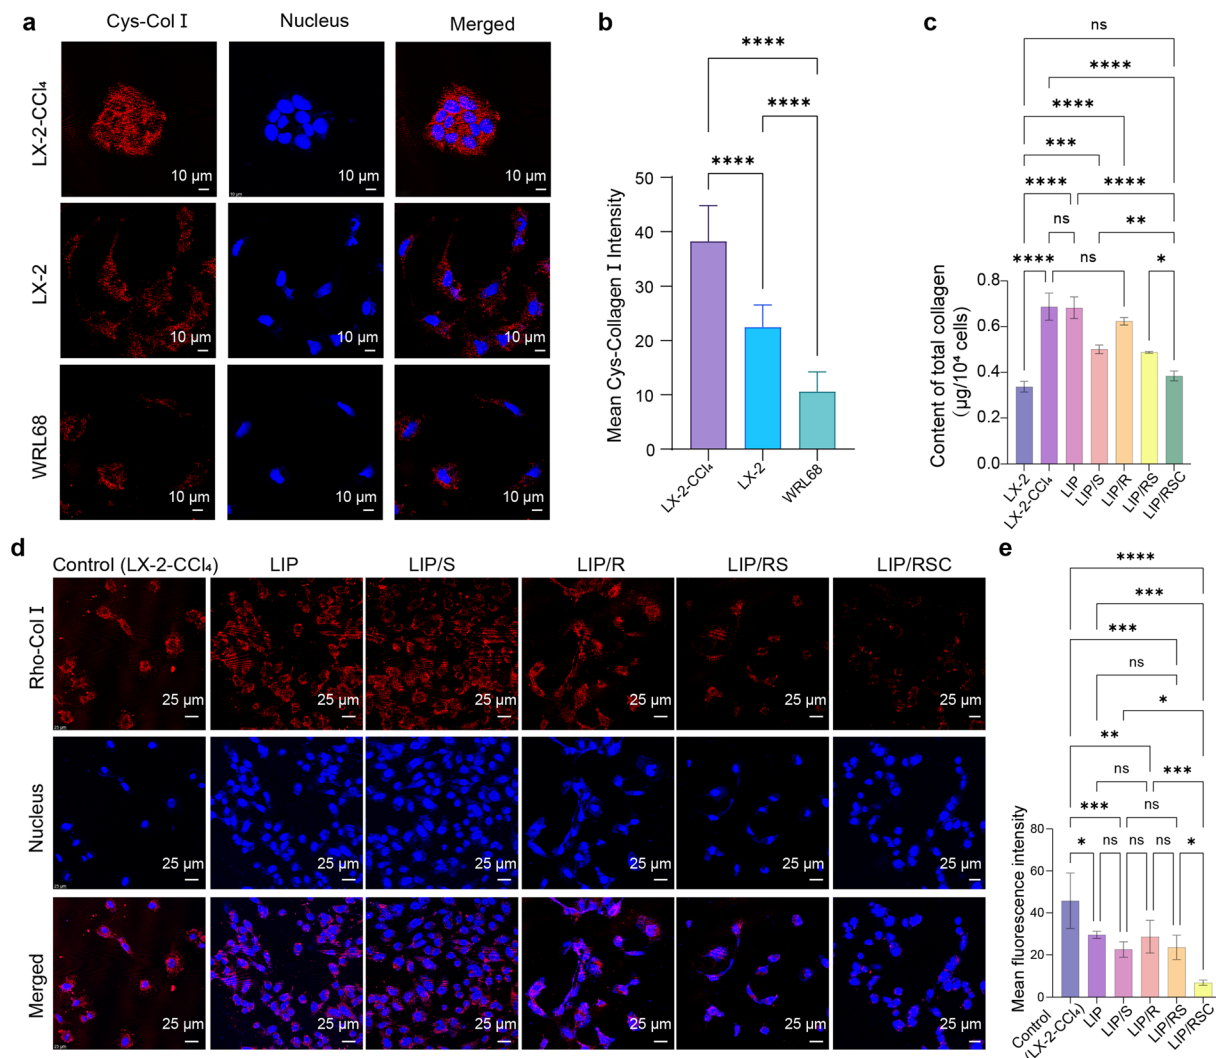 a
Cys-Col I
Nucleus
Merged
LX-2-CCl₄
10 μm
10 μm
10 μm
LX-2
10 μm
10 μm
10 μm
WRL68
10 μm
10 μm
10 μm
b
****
****
****
Mean Cys-Collagen I Intensity
50
40
30
20
10
0
LX-2-CCl₄
LX-2
WRL68
c
ns
****
****
***
****
****
ns
**
****
ns
*
Content of total collagen
(μg/10⁴ cells)
0.8
0.6
0.4
0.2
0.0
LX-2
LX-2-CCl₄
LIP
LIP/S
LIP/R
LIP/RS
LIP/RSC
d
Control (LX-2-CCl₄)
LIP
LIP/S
LIP/R
LIP/RS
LIP/RSC
Rho-Col I
25 μm
25 μm
25 μm
25 μm
25 μm
25 μm
Nucleus
25 μm
25 μm
25 μm
25 μm
25 μm
25 μm
Merged
25 μm
25 μm
25 μm
25 μm
25 μm
25 μm
e
****
***
***
ns
*
**
ns
***
***
ns
*
ns
ns
ns
*
Mean fluorescence intensity
80
60
40
20
0
Control
(LX-2-CCl₄)
LIP
LIP/S
LIP/R
LIP/RS
LIP/RSC